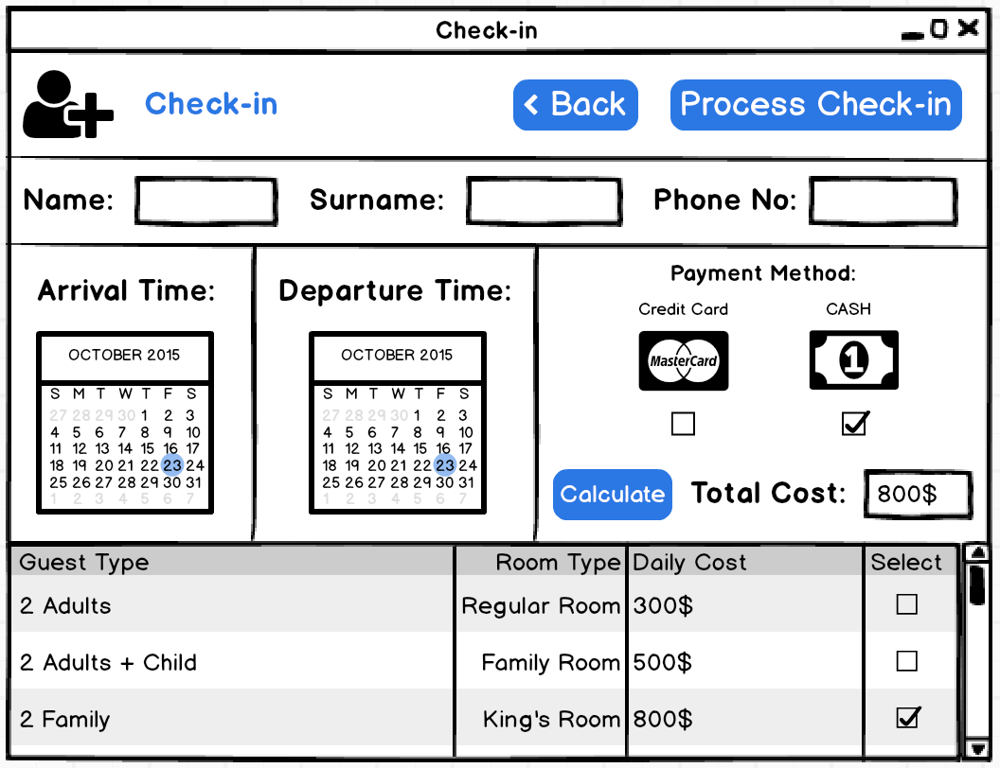 Check-in
Check-in
< Back
Process Check-in
Name:
Surname:
Phone No:
Arrival Time:
OCTOBER 2015
S M T W T F S
27 28 29 30 1 2 3
4 5 6 7 8 9 10
11 12 13 14 15 16 17
18 19 20 21 22 23 24
25 26 27 28 29 30 31
1 2 3 4 5 6 7
Departure Time:
OCTOBER 2015
S M T W T F S
27 28 29 30 1 2 3
4 5 6 7 8 9 10
11 12 13 14 15 16 17
18 19 20 21 22 23 24
25 26 27 28 29 30 31
1 2 3 4 5 6 7
Payment Method:
Credit Card
CASH
MasterCard
1
Calculate
Total Cost:
800$
Guest Type Room Type Daily Cost Select
2 Adults Regular Room 300$
2 Adults + Child Family Room 500$
2 Family King's Room 800$